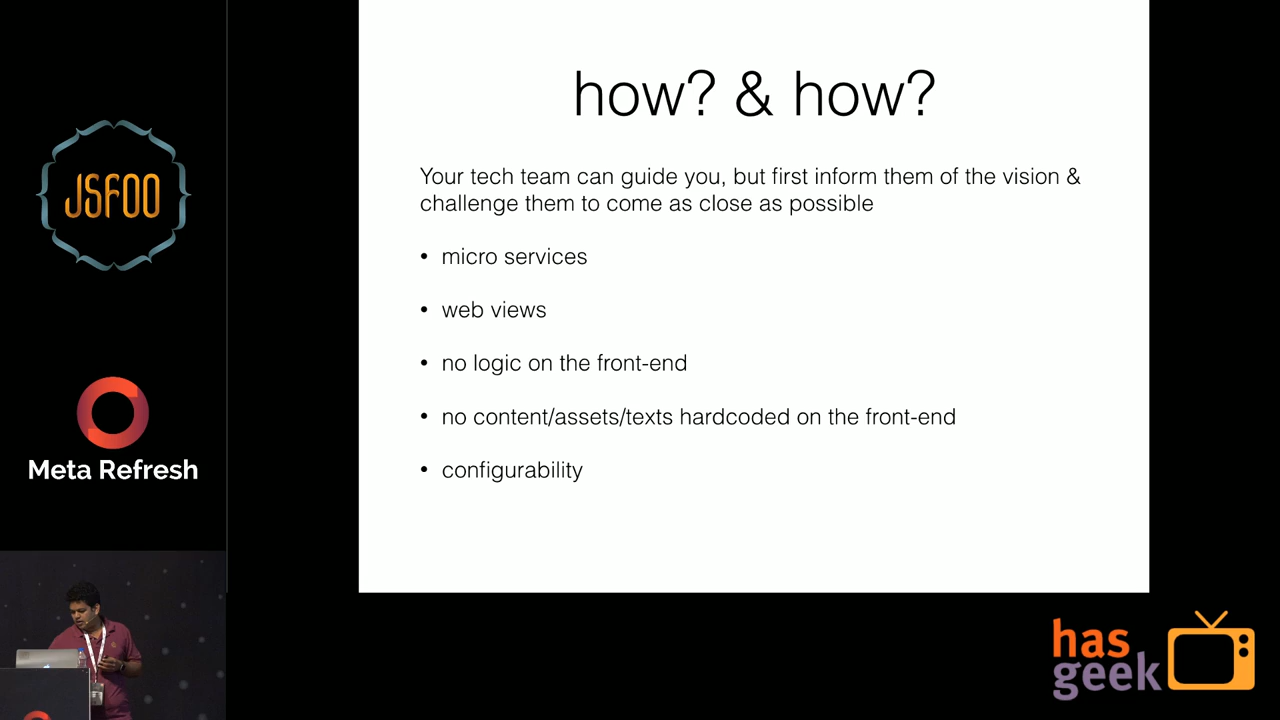 how? & how?
Your tech team can guide you, but first inform them of the vision &
challenge them to come as close as possible
• micro services
• web views
• no logic on the front-end
• no content/assets/texts hardcoded on the front-end
• configurability
JSFOO
Meta Refresh
has
geek